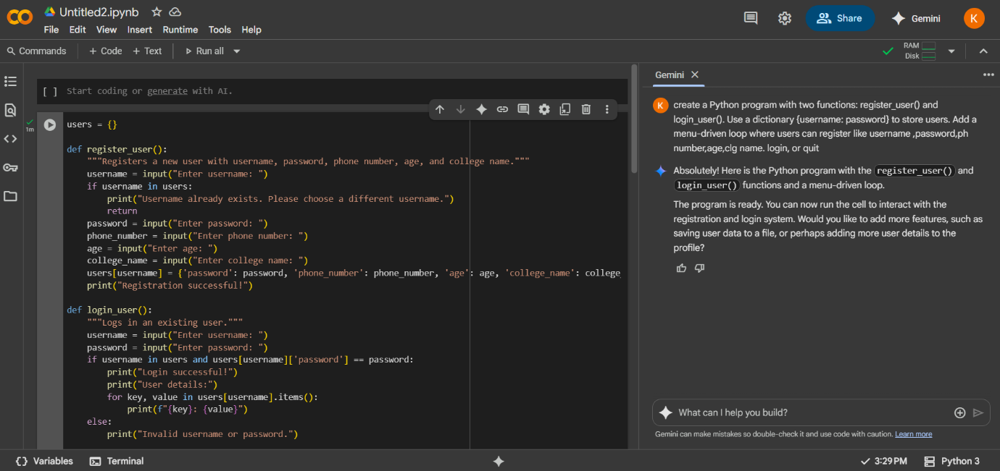 Untitled2.ipynb
File Edit View Insert Runtime Tools Help
Share
Gemini
K
Commands
+ Code + Text
Run all
RAM
Disk
[ ] Start coding or generate with AI.
1m
users = {}
def register_user():
"""Registers a new user with username, password, phone number, age, and college name."""
username = input("Enter username: ")
if username in users:
print("Username already exists. Please choose a different username.")
return
password = input("Enter password: ")
phone_number = input("Enter phone number: ")
age = input("Enter age: ")
college_name = input("Enter college name: ")
users[username] = {'password': password, 'phone_number': phone_number, 'age': age, 'college_name': college_
print("Registration successful!")
def login_user():
"""Logs in an existing user."""
username = input("Enter username: ")
password = input("Enter password: ")
if username in users and users[username]['password'] == password:
print("Login successful!")
print("User details:")
for key, value in users[username].items():
print(f"{key}: {value}")
else:
print("Invalid username or password.")
Gemini
K
create a Python program with two functions: register_user() and
login_user(). Use a dictionary {username: password} to store users. Add a
menu-driven loop where users can register like username ,password,ph
number,age,clg name. login, or quit
Absolutely! Here is the Python program with the register_user() and
login_user() functions and a menu-driven loop.
The program is ready. You can now run the cell to interact with the
registration and login system. Would you like to add more features, such as
saving user data to a file, or perhaps adding more user details to the
profile?
What can I help you build?
Gemini can make mistakes so double-check it and use code with caution. Learn more
Variables
Terminal
3:29 PM
Python 3